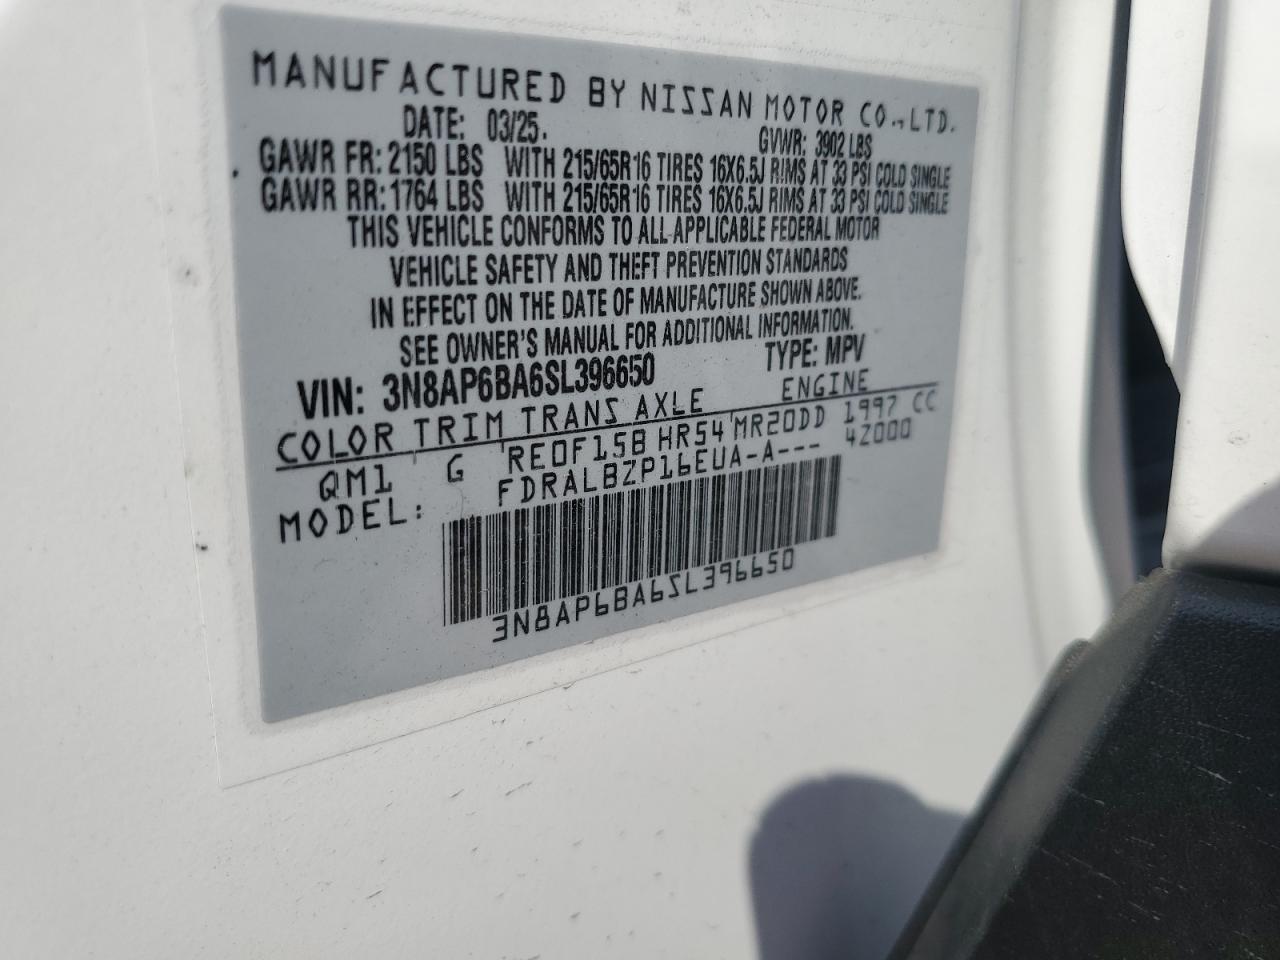 MANUFACTURED BY NISSAN MOTOR CO.,LTD.
DATE: 03/25. GVWR: 3902 LBS
GAWR FR: 2150 LBS WITH 215/65R16 TIRES 16X6.5J RIMS AT 33 PSI COLD SINGLE
GAWR RR: 1764 LBS WITH 215/65R16 TIRES 16X6.5J RIMS AT 33 PSI COLD SINGLE
THIS VEHICLE CONFORMS TO ALL APPLICABLE FEDERAL MOTOR
VEHICLE SAFETY AND THEFT PREVENTION STANDARDS
IN EFFECT ON THE DATE OF MANUFACTURE SHOWN ABOVE.
SEE OWNER'S MANUAL FOR ADDITIONAL INFORMATION.
VIN: 3N8AP6BA6SL396650 TYPE: MPV
COLOR TRIM TRANS AXLE ENGINE
QM1 G RE0F15B HR54 MR20DD 1997 CC
MODEL: FDRALBZP16EUA-A--- 42000
3N8AP6BA6SL396650